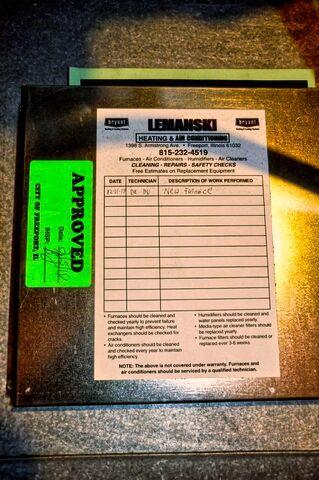 bryant
LENANSKI
bryant
HEATING & AIR CONDITIONING
1398 S. Armstrong Ave. • Freeport, Illinois 61032
815-232-4519
Furnaces - Air Conditioners - Humidifiers - Air Cleaners
CLEANING - REPAIRS - SAFETY CHECKS
Free Estimates on Replacement Equipment
DATE TECHNICIAN DESCRIPTION OF WORK PERFORMED
New Furnace
• Furnaces should be cleaned and
checked yearly to prevent failure
and maintain high efficiency. Heat
exchangers should be checked for
cracks.
• Air conditioners should be cleaned
and checked every year to maintain
high efficiency.
• Humidifiers should be cleaned and
water panels replaced yearly.
• Media-type air cleaner filters should
be replaced yearly.
• Furnace filters should be cleaned or
replaced over 3-6 weeks
NOTE: The above is not covered under warranty. Furnaces and
air conditioners should be serviced by a qualified technician.
APPROVED
Date:
INSP.
CITY OF FREEPORT, IL